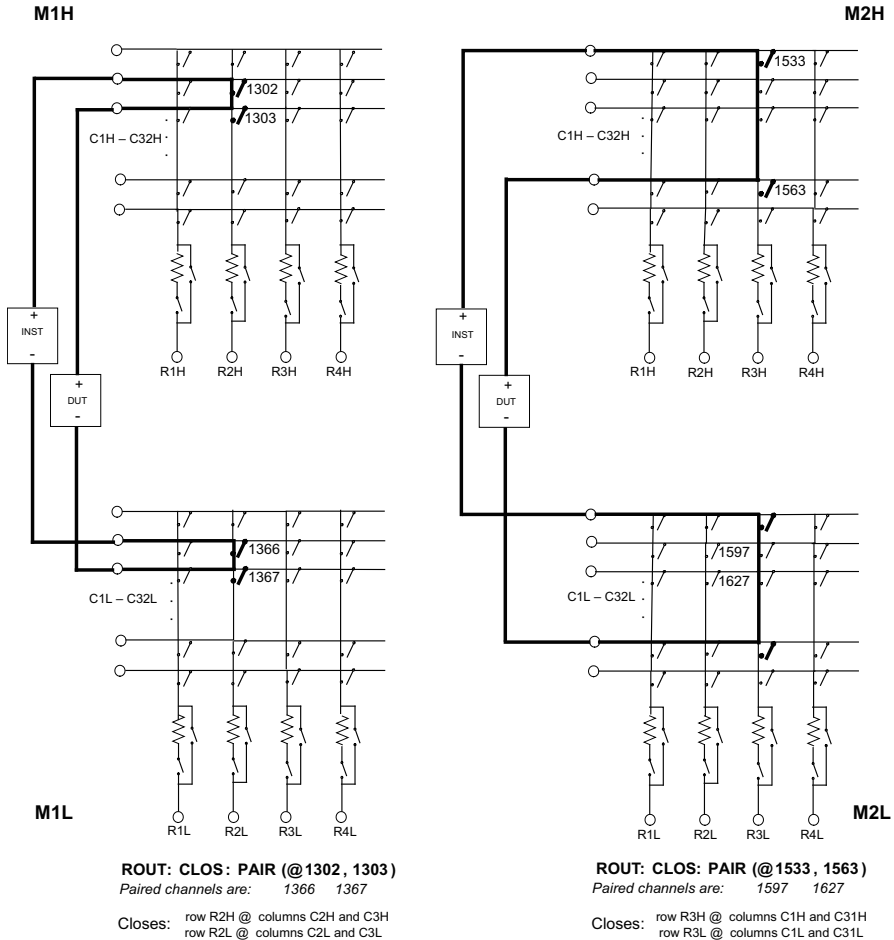 M1H
M2H
1302
1303
C1H – C32H
+
INST
-
+
DUT
-
R1H R2H R3H R4H
1533
C1H – C32H
1563
+
INST
-
+
DUT
-
R1H R2H R3H R4H
1366
1367
C1L – C32L
R1L R2L R3L R4L
M1L
1597
1627
C1L – C32L
R1L R2L R3L R4L
M2L
ROUT: CLOS: PAIR (@1302, 1303)
Paired channels are: 1366 1367
Closes: row R2H @ columns C2H and C3H
row R2L @ columns C2L and C3L
ROUT: CLOS: PAIR (@1533, 1563)
Paired channels are: 1597 1627
Closes: row R3H @ columns C1H and C31H
row R3L @ columns C1L and C31L